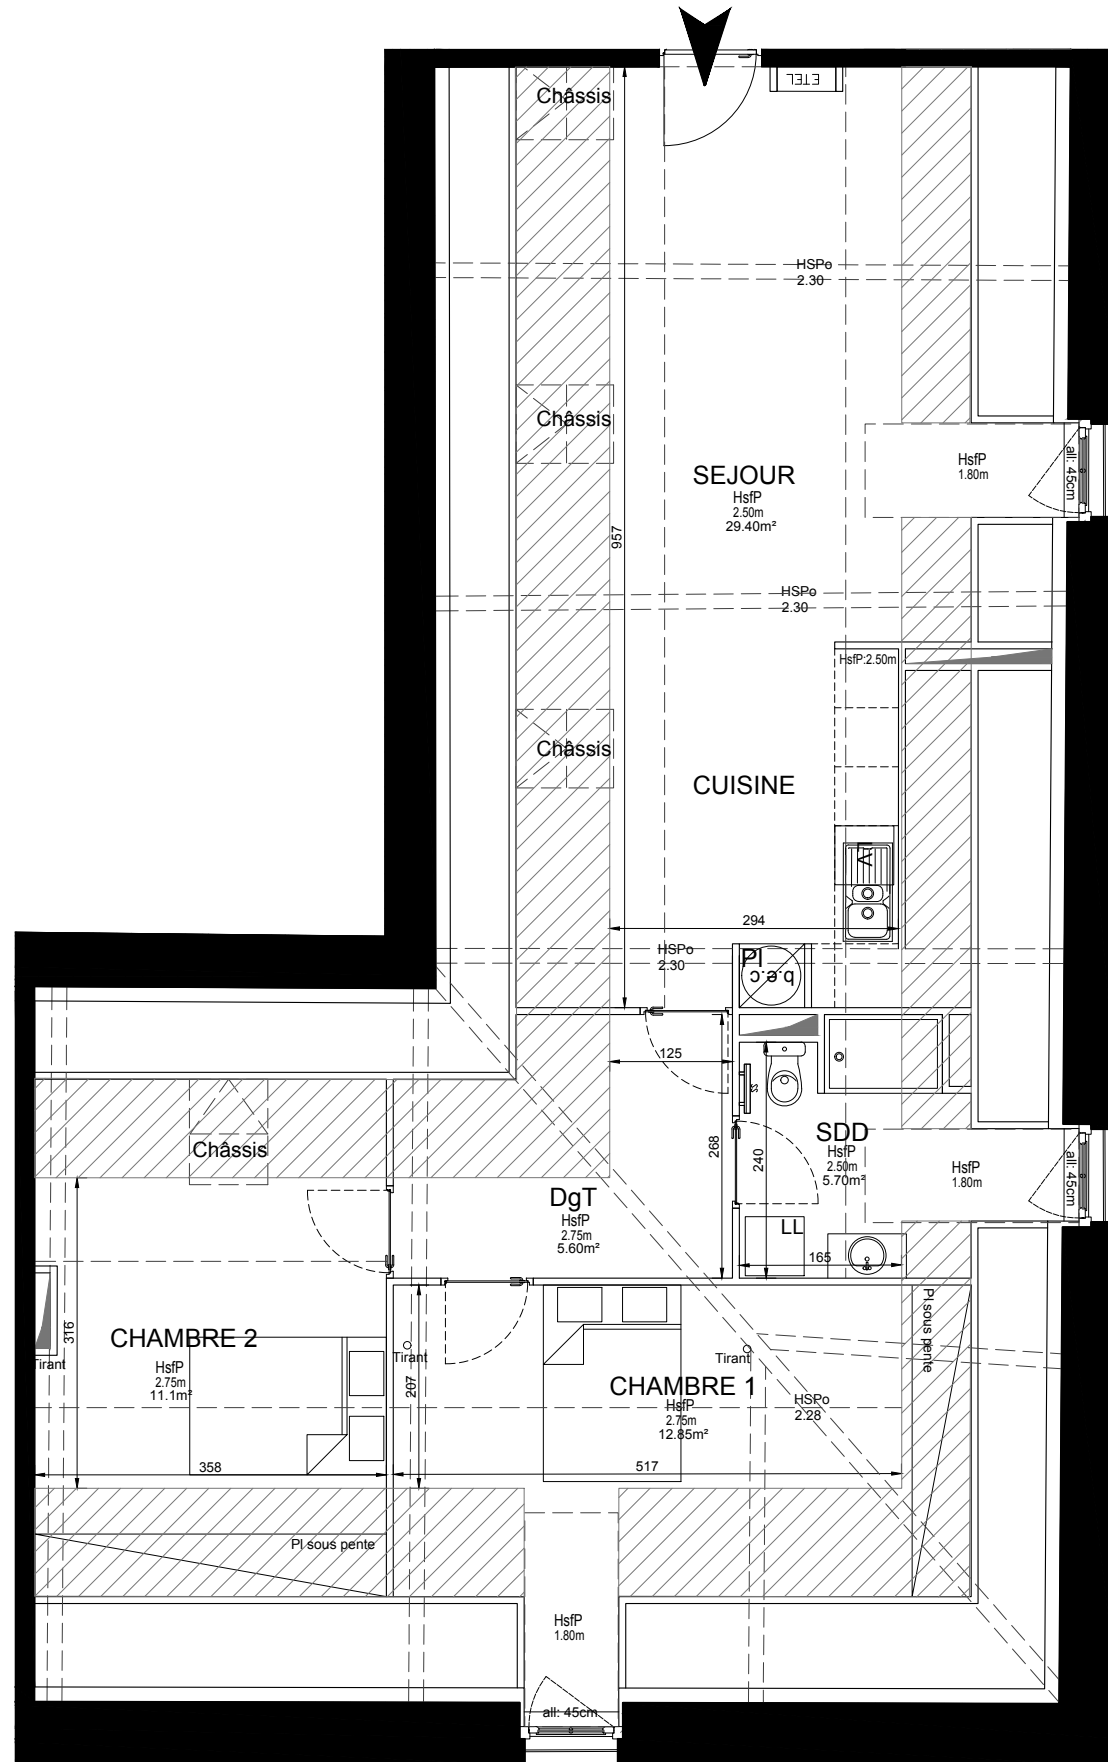 ETEL
Châssis
HSPo
2.30
Châssis
SEJOUR
HsfP
2.50m
29.40m²
HsfP
1.80m
all: 45cm
957
HSPo
2.30
HsfP:2.50m
Châssis
CUISINE
LV
294
HSPo
2.30
Pl
b.e.c
125
268
240
SS
SDD
HsfP
2.50m
5.70m²
HsfP
1.80m
all: 45cm
Châssis
DgT
HsfP
2.75m
5.60m²
LL
165
316
CHAMBRE 2
HsfP
2.75m
11.1m²
Tirant
Tirant
207
Tirant
CHAMBRE 1
HsfP
2.75m
12.85m²
HSPo
2.28
Pl sous pente
358
517
Pl sous pente
HsfP
1.80m
all: 45cm